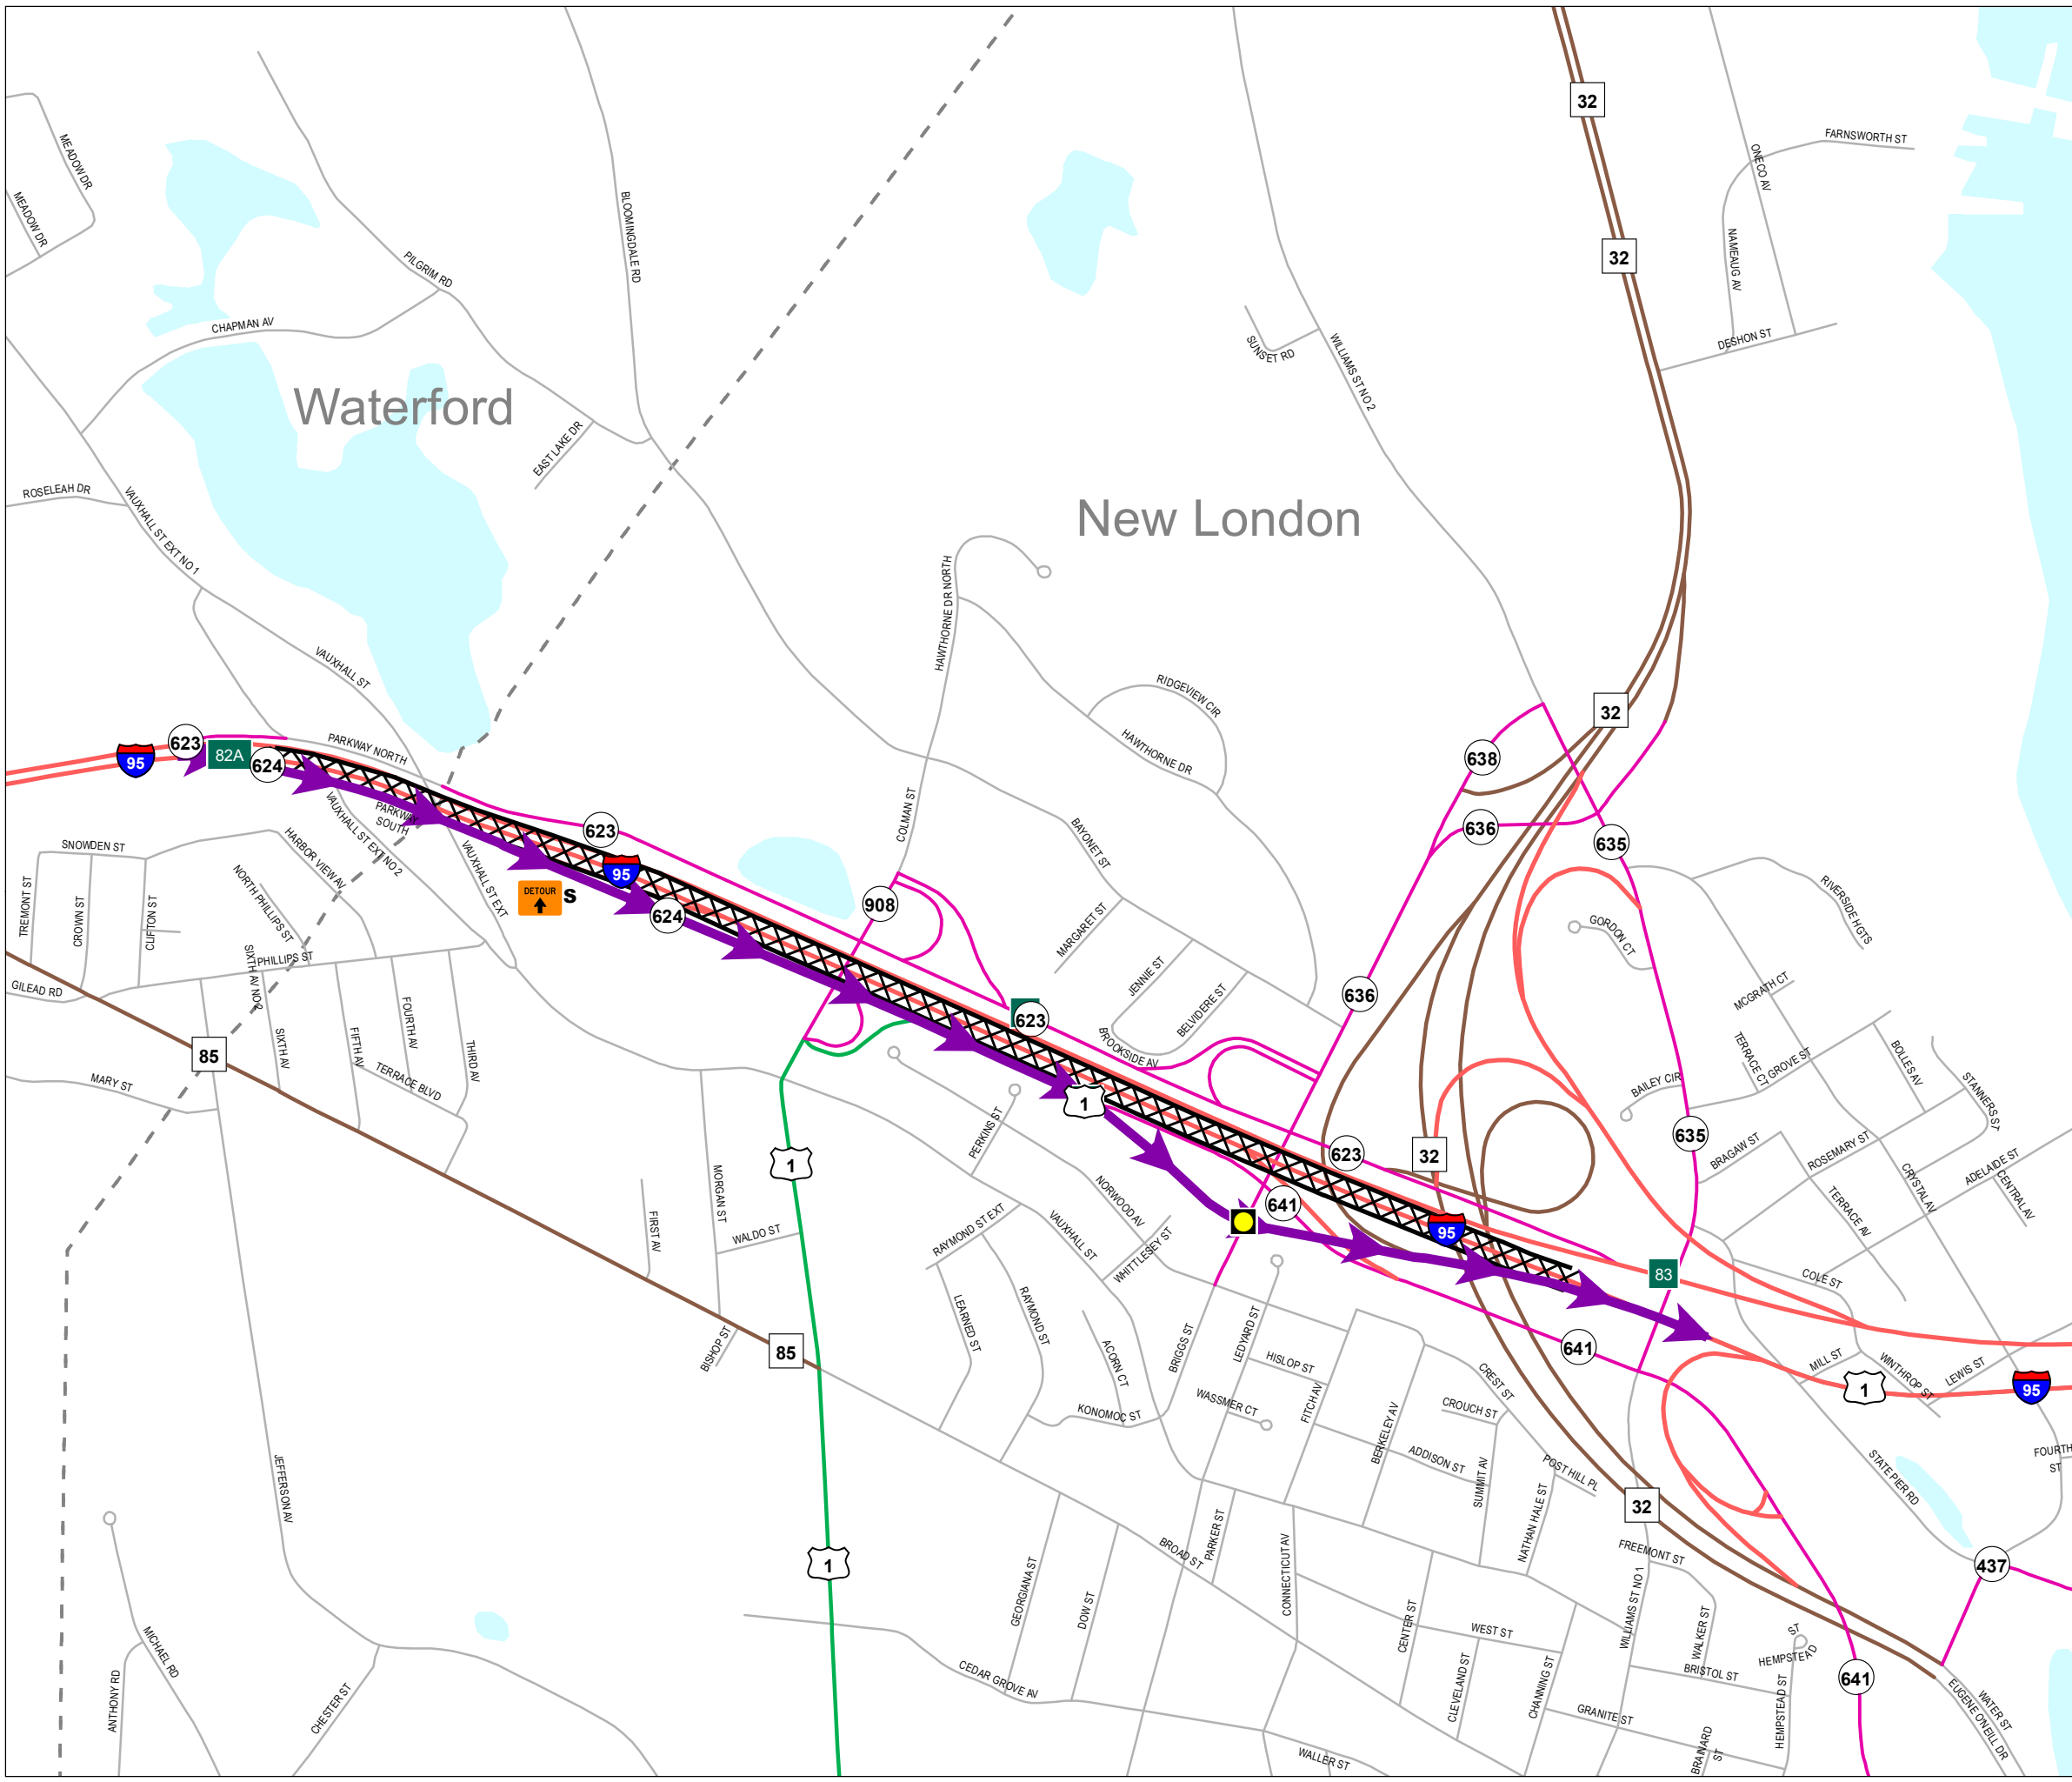 32
FARNSWORTH ST
MEADOW DR
ONECO AV
MEADOW DR
BLOOMINGDALE RD
NAMEAUG AV
32
PILGRIM RD
CHAPMAN AV
DESHON ST
SUNSET RD
WILLIAMS ST NO 2
Waterford
EAST LAKE DR
New London
ROSELEAH DR
VAUXHALL ST EXT NO 1
HAWTHORNE DR NORTH
VAUXHALL ST
RIDGEVIEW CIR
HAWTHORNE DR
32
623
82A
95
624
PARKWAY NORTH
638
PARKWAY
SOUTH
623
COLMAN ST
BAYONET ST
636
635
SNOWDEN ST
HARBOR VIEW AV
VAUXHALL ST EXT NO 2
VAUXHALL ST EXT
95
TREMONT ST
CROWN ST
CLIFTON ST
NORTH PHILLIPS ST
DETOUR
S
624
908
MARGARET ST
GORDON CT
RIVERSIDE HGTS
SIXTH AV NO 2
PHILLIPS ST
JENNIE ST
BELVIDERE ST
636
MCGRATH CT
GILEAD RD
623
85
SIXTH AV
FIFTH AV
FOURTH AV
THIRD AV
BROOKSIDE AV
TERRACE CT
GROVE ST
BOLLES AV
MARY ST
TERRACE BLVD
1
BAILEY CIR
STANNERS ST
PERKINS ST
635
1
623
32
BRAGAW ST
ROSEMARY ST
ADELAIDE ST
CENTRAL AV
MORGAN ST
NORWOOD AV
641
CRYSTAL AV
TERRACE AV
FIRST AV
WALDO ST
RAYMOND ST EXT
VAUXHALL ST
WHITTLESEY ST
95
83
COLE ST
LEARNED ST
RAYMOND ST
BISHOP ST
85
ACORN CT
BRIGGS ST
LEDYARD ST
HISLOP ST
641
MILL ST
WINTHROP ST
LEWIS ST
1
95
KONOMOC ST
WASSMER CT
FITCH AV
BERKELEY AV
CREST ST
CROUCH ST
ADDISON ST
SUMMIT AV
POST HILL PL
STATE PIER RD
FOURTH
ST
JEFFERSON AV
32
NATHAN HALE ST
1
BROAD ST
PARKER ST
CONNECTICUT AV
FREEMONT ST
437
GEORGIANA ST
DOW ST
CENTER ST
WEST ST
WILLIAMS ST NO 1
WALKER ST
HEMPSTEAD
ST
MICHAEL RD
ANTHONY RD
CHESTER ST
CEDAR GROVE AV
CLEVELAND ST
CHANNING ST
BRISTOL ST
641
GRANITE ST
HEMPSTEAD ST
WATER ST
EUGENE O'NEILL DR
WALLER ST
BRAINARD
ST